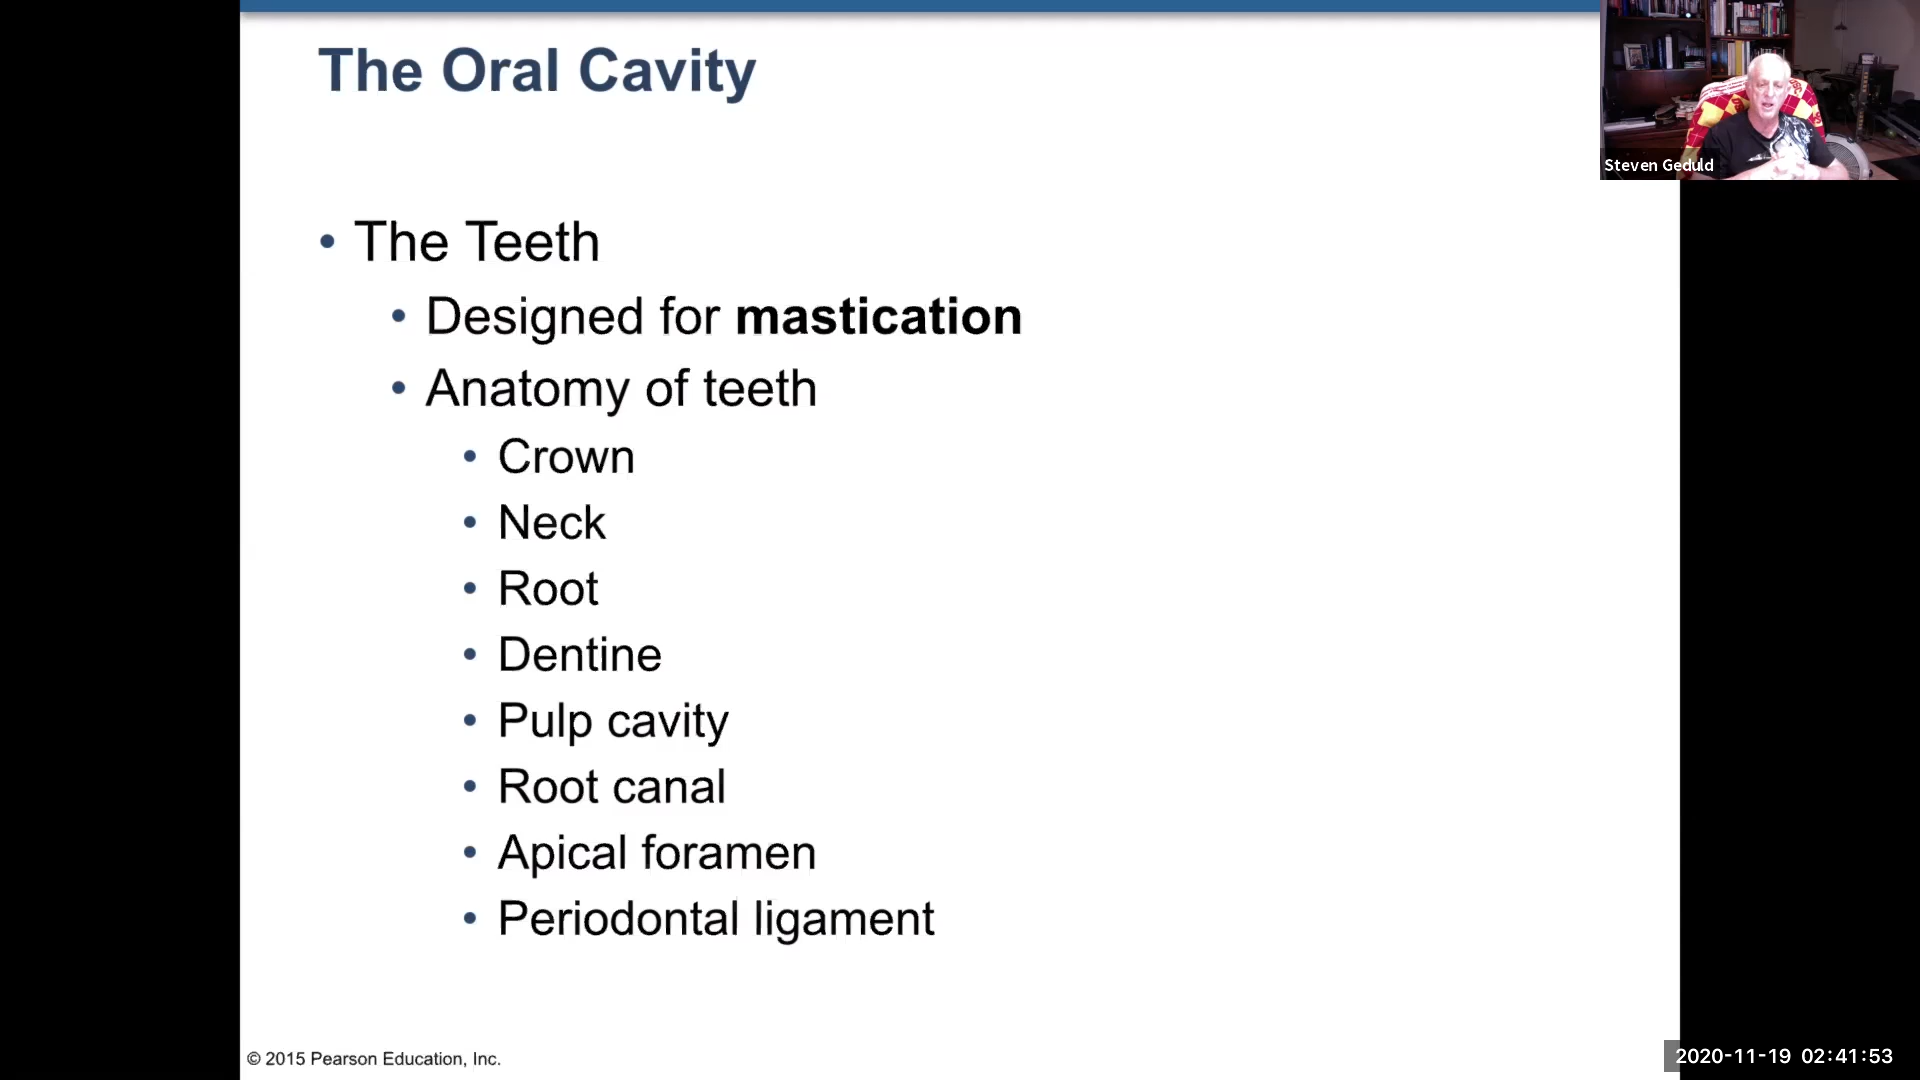 The Oral Cavity
Steven Geduld
• The Teeth
• Designed for mastication
• Anatomy of teeth
• Crown
• Neck
• Root
• Dentine
• Pulp cavity
• Root canal
• Apical foramen
• Periodontal ligament
© 2015 Pearson Education, Inc.
2020-11-19 02:41:53